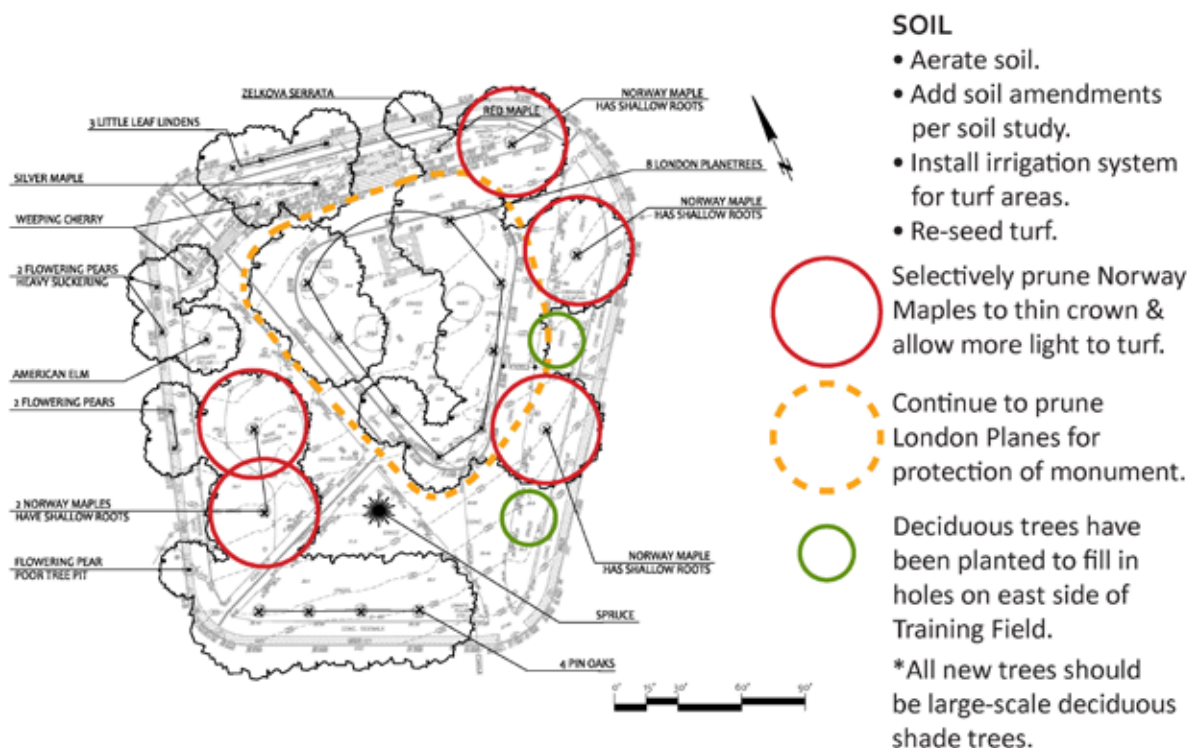 ZELKOVA SERRATA
3 LITTLE LEAF LINDENS
SILVER MAPLE
WEEPING CHERRY
2 FLOWERING PEARS
HEAVY SUCKERING
AMERICAN ELM
2 FLOWERING PEARS
2 NORWAY MAPLES
HAVE SHALLOW ROOTS
FLOWERING PEAR
POOR TREE PIT
RED MAPLE
NORWAY MAPLE
HAS SHALLOW ROOTS
8 LONDON PLANETREES
NORWAY MAPLE
HAS SHALLOW ROOTS
NORWAY MAPLE
HAS SHALLOW ROOTS
SPRUCE
4 PIN OAKS
N
0' 15' 30' 60' 90'
SOIL
• Aerate soil.
• Add soil amendments
per soil study.
• Install irrigation system
for turf areas.
• Re-seed turf.
Selectively prune Norway
Maples to thin crown &
allow more light to turf.
Continue to prune
London Planes for
protection of monument.
Deciduous trees have
been planted to fill in
holes on east side of
Training Field.
*All new trees should
be large-scale deciduous
shade trees.